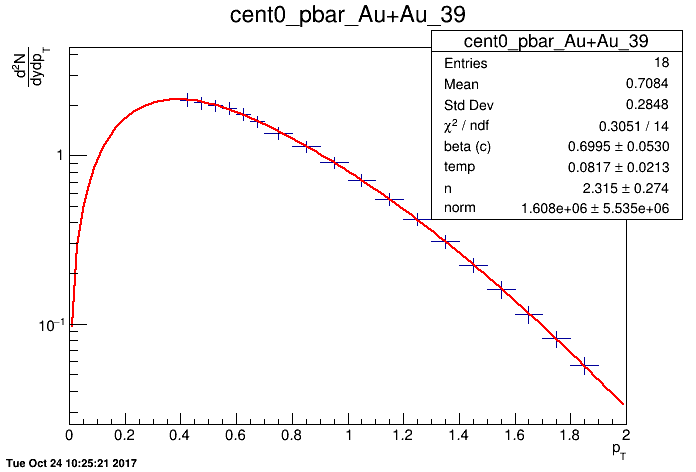 cent0_pbar_Au+Au_39
d²N
dydp_T
cent0_pbar_Au+Au_39
Entries 18
Mean 0.7084
Std Dev 0.2848
χ² / ndf 0.3051 / 14
beta (c) 0.6995 ± 0.0530
temp 0.0817 ± 0.0213
n 2.315 ± 0.274
norm 1.608e+06 ± 5.535e+06
1
10⁻¹
0 0.2 0.4 0.6 0.8 1 1.2 1.4 1.6 1.8 2
p_T
Tue Oct 24 10:25:21 2017